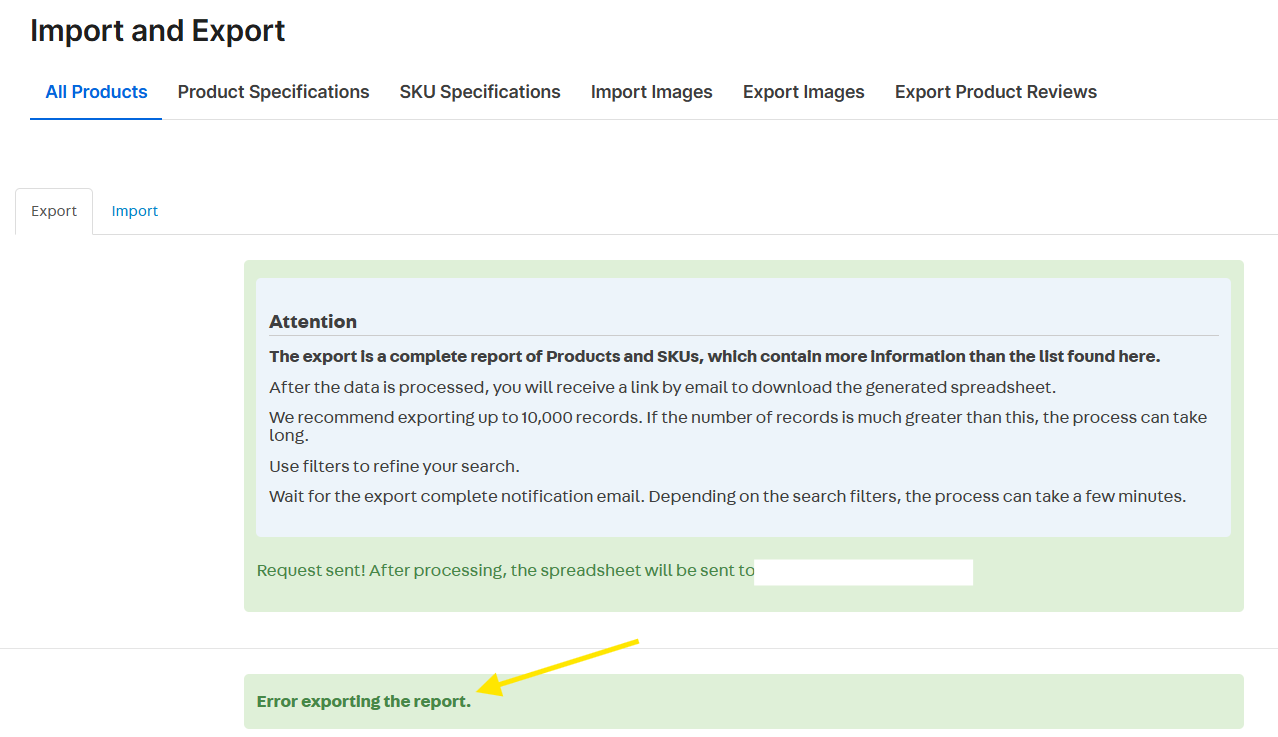 Import and Export
All Products Product Specifications SKU Specifications Import Images Export Images Export Product Reviews
Export Import
Attention
The export is a complete report of Products and SKUs, which contain more information than the list found here.
After the data is processed, you will receive a link by email to download the generated spreadsheet.
We recommend exporting up to 10,000 records. If the number of records is much greater than this, the process can take
long.
Use filters to refine your search.
Wait for the export complete notification email. Depending on the search filters, the process can take a few minutes.
Request sent! After processing, the spreadsheet will be sent to
Error exporting the report.